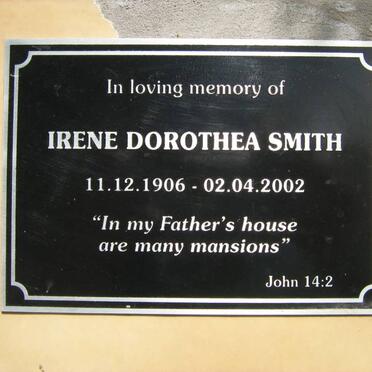 In loving memory of
IRENE DOROTHEA SMITH
11.12.1906 - 02.04.2002
“In my Father's house
are many mansions”
John 14:2